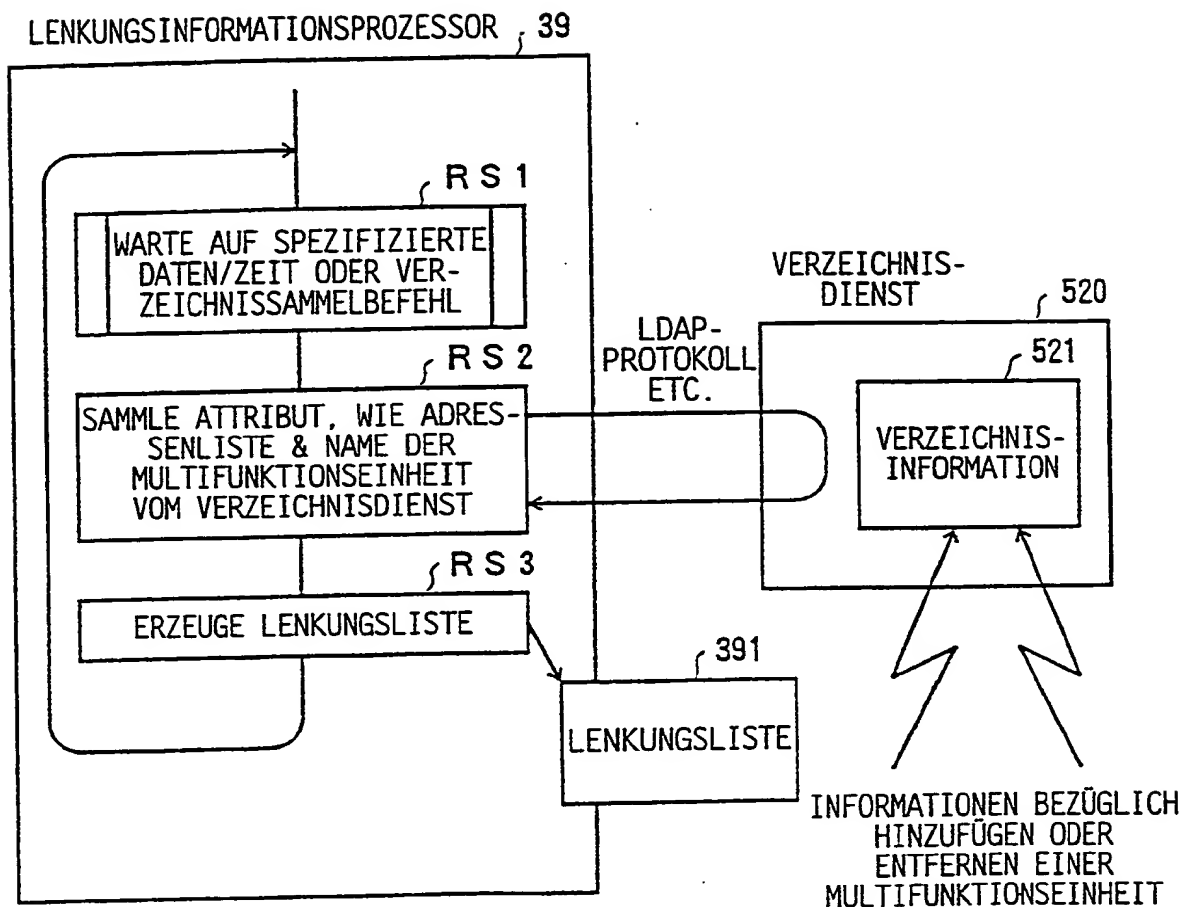 LENKUNGSINFORMATIONSPROZESSOR 39
RS1
WARTE AUF SPEZIFIZIERTE
DATEN/ZEIT ODER VER-
ZEICHNISSAMMELBEFEHL
RS2
SAMMLE ATTRIBUT, WIE ADRES-
SENLISTE & NAME DER
MULTIFUNKTIONSEINHEIT
VOM VERZEICHNISDIENST
RS3
ERZEUGE LENKUNGSLISTE
391
LENKUNGSLISTE
LDAP-
PROTOKOLL
ETC.
VERZEICHNIS-
DIENST
520
521
VERZEICHNIS-
INFORMATION
INFORMATIONEN BEZÜGLICH
HINZUFÜGEN ODER
ENTFERNEN EINER
MULTIFUNKTIONSEINHEIT